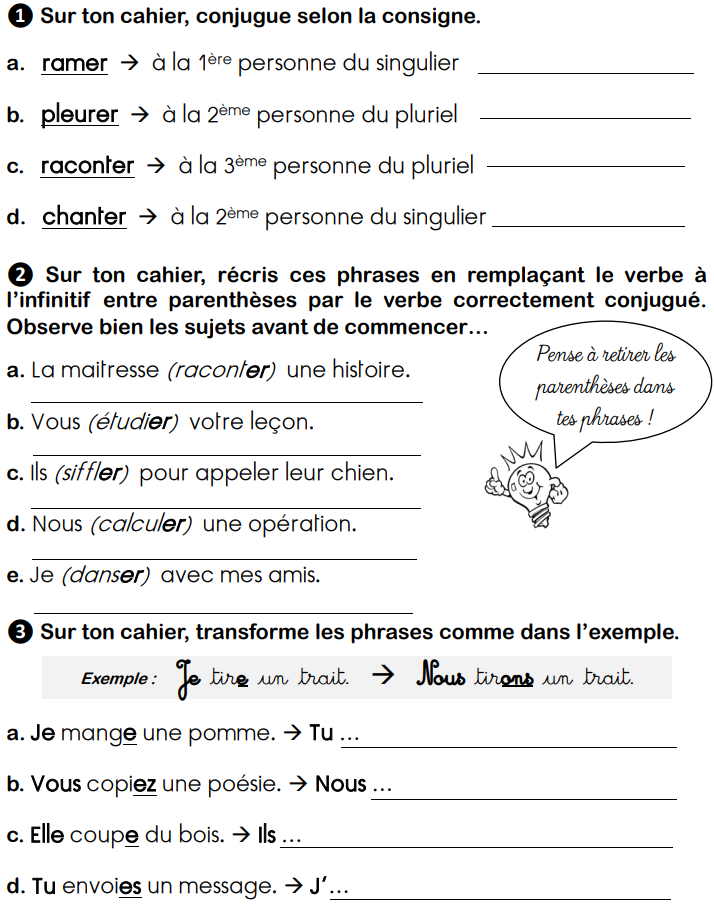 ❶ Sur ton cahier, conjugue selon la consigne.
a. ramer → à la 1ère personne du singulier
b. pleurer → à la 2ème personne du pluriel
c. raconter → à la 3ème personne du pluriel
d. chanter → à la 2ème personne du singulier
❷ Sur ton cahier, récris ces phrases en remplaçant le verbe à
l’infinitif entre parenthèses par le verbe correctement conjugué.
Observe bien les sujets avant de commencer…
a. La maitresse (raconter) une histoire.
b. Vous (étudier) votre leçon.
c. Ils (siffler) pour appeler leur chien.
d. Nous (calculer) une opération.
e. Je (danser) avec mes amis.
Pense à retirer les
parenthèses dans
tes phrases !
❸ Sur ton cahier, transforme les phrases comme dans l’exemple.
Exemple : Je tire un trait. → Nous tirons un trait.
a. Je mange une pomme. → Tu …
b. Vous copiez une poésie. → Nous …
c. Elle coupe du bois. → Ils …
d. Tu envoies un message. → J’…